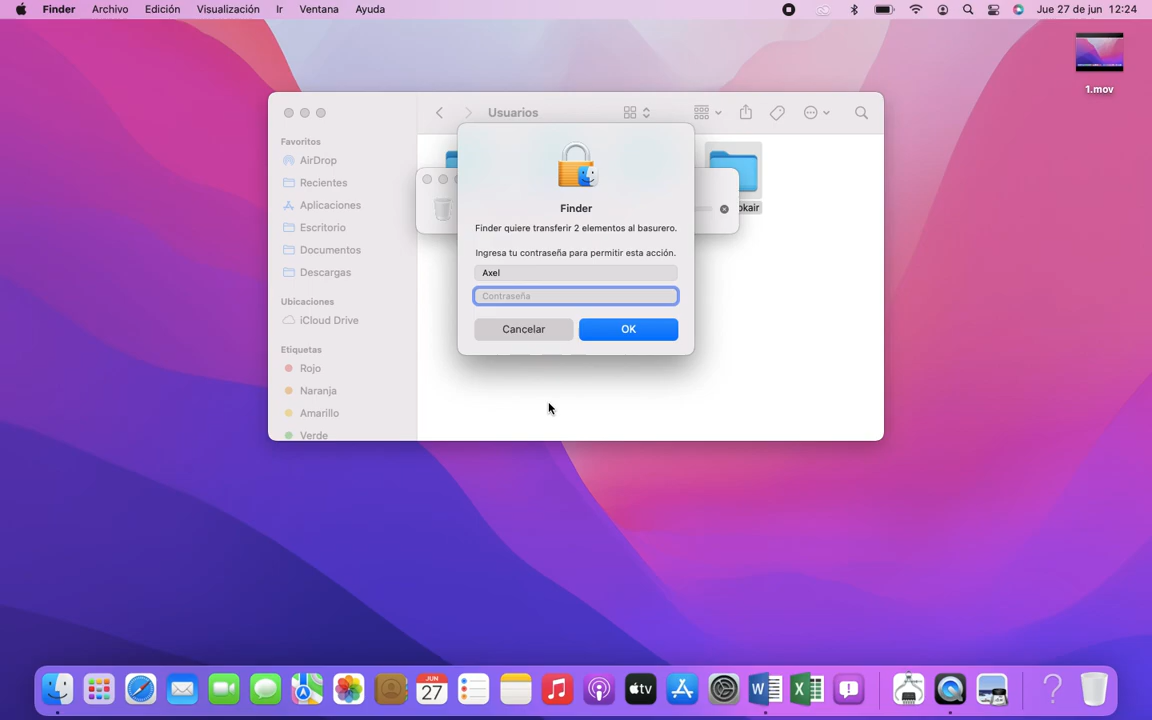 Finder Archivo Edición Visualización Ir Ventana Ayuda Jue 27 de jun 12:24
1.mov
Usuarios
Favoritos
AirDrop
Recientes
Aplicaciones
Escritorio
Documentos
Descargas
Ubicaciones
iCloud Drive
Etiquetas
Rojo
Naranja
Amarillo
Verde
Finder
Finder quiere transferir 2 elementos al basurero.
Ingresa tu contraseña para permitir esta acción.
Axel
Contraseña
Cancelar OK
JUN
27
tv